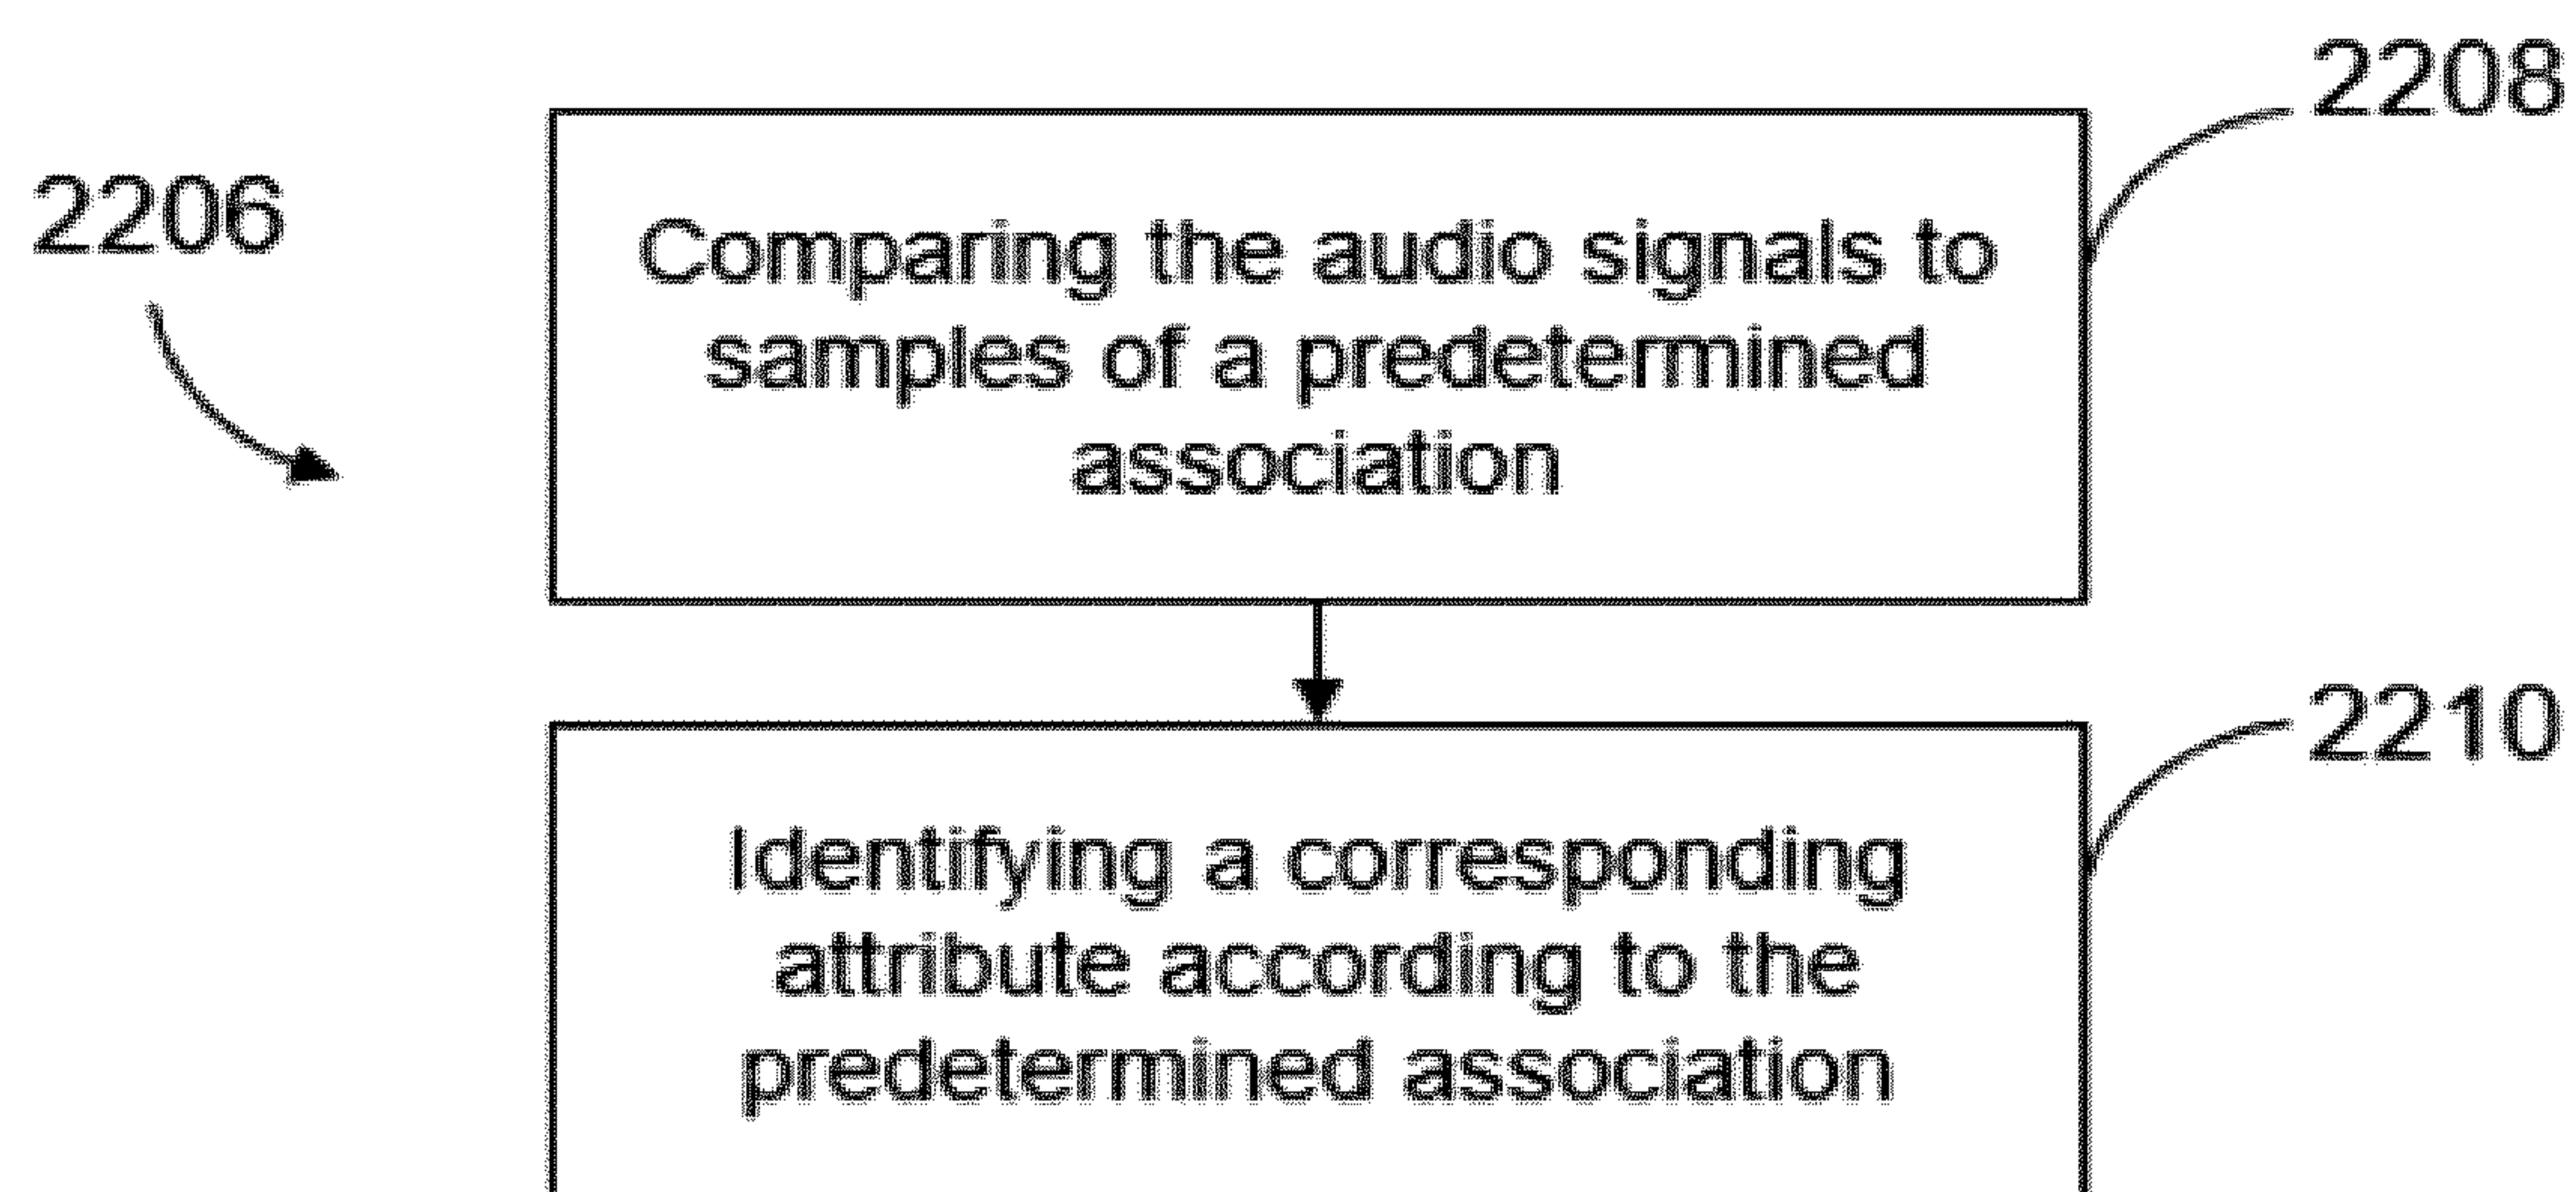 2208
2206
Comparing the audio signals to
samples of a predetermined
association
2210
Identifying a corresponding
attribute according to the
predetermined association